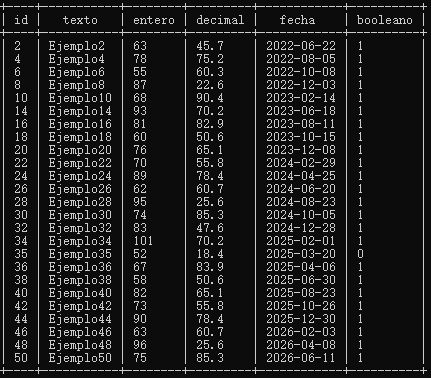 id | texto | entero | decimal | fecha | booleano
2 | Ejemplo2 | 63 | 45.7 | 2022-06-22 | 1
4 | Ejemplo4 | 78 | 75.2 | 2022-08-05 | 1
6 | Ejemplo6 | 55 | 60.3 | 2022-10-08 | 1
8 | Ejemplo8 | 87 | 22.6 | 2022-12-03 | 1
10 | Ejemplo10 | 68 | 90.4 | 2023-02-14 | 1
14 | Ejemplo14 | 93 | 70.2 | 2023-06-18 | 1
16 | Ejemplo16 | 81 | 82.9 | 2023-08-11 | 1
18 | Ejemplo18 | 60 | 50.6 | 2023-10-15 | 1
20 | Ejemplo20 | 76 | 65.1 | 2023-12-08 | 1
22 | Ejemplo22 | 70 | 55.8 | 2024-02-29 | 1
24 | Ejemplo24 | 89 | 78.4 | 2024-04-25 | 1
26 | Ejemplo26 | 62 | 60.7 | 2024-06-20 | 1
28 | Ejemplo28 | 95 | 25.6 | 2024-08-23 | 1
30 | Ejemplo30 | 74 | 85.3 | 2024-10-05 | 1
32 | Ejemplo32 | 83 | 47.6 | 2024-12-28 | 1
34 | Ejemplo34 | 101 | 70.2 | 2025-02-01 | 1
35 | Ejemplo35 | 52 | 18.4 | 2025-03-20 | 0
36 | Ejemplo36 | 67 | 83.9 | 2025-04-06 | 1
38 | Ejemplo38 | 58 | 50.6 | 2025-06-30 | 1
40 | Ejemplo40 | 82 | 65.1 | 2025-08-23 | 1
42 | Ejemplo42 | 73 | 55.8 | 2025-10-26 | 1
44 | Ejemplo44 | 90 | 78.4 | 2025-12-30 | 1
46 | Ejemplo46 | 63 | 60.7 | 2026-02-03 | 1
48 | Ejemplo48 | 96 | 25.6 | 2026-04-08 | 1
50 | Ejemplo50 | 75 | 85.3 | 2026-06-11 | 1